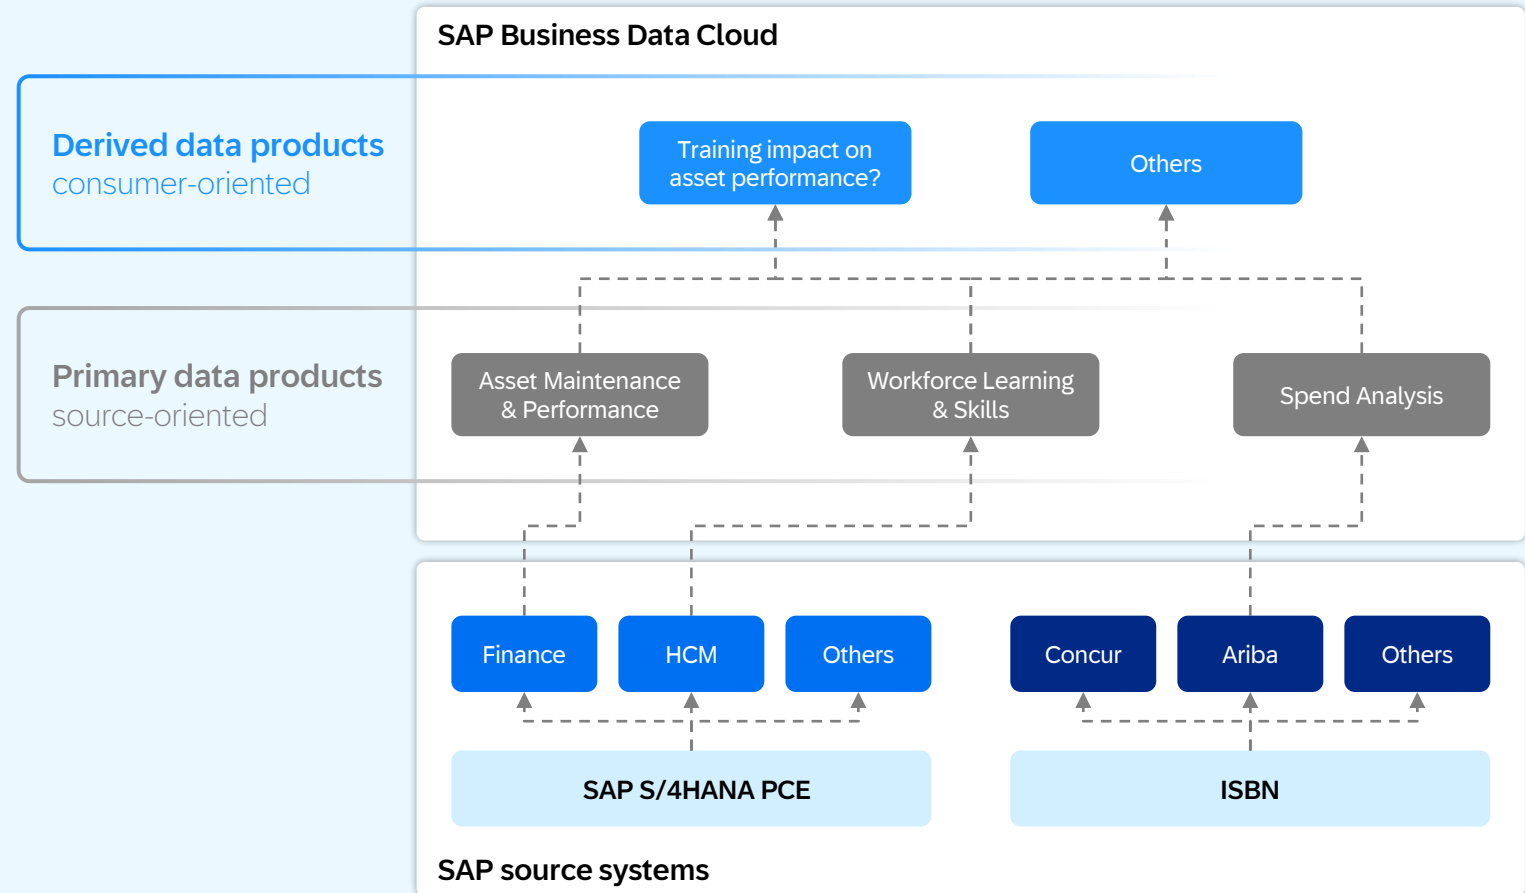 SAP Business Data Cloud
Derived data products
consumer-oriented
Training impact on
asset performance?
Others
Primary data products
source-oriented
Asset Maintenance
& Performance
Workforce Learning
& Skills
Spend Analysis
Finance
HCM
Others
Concur
Ariba
Others
SAP S/4HANA PCE
ISBN
SAP source systems